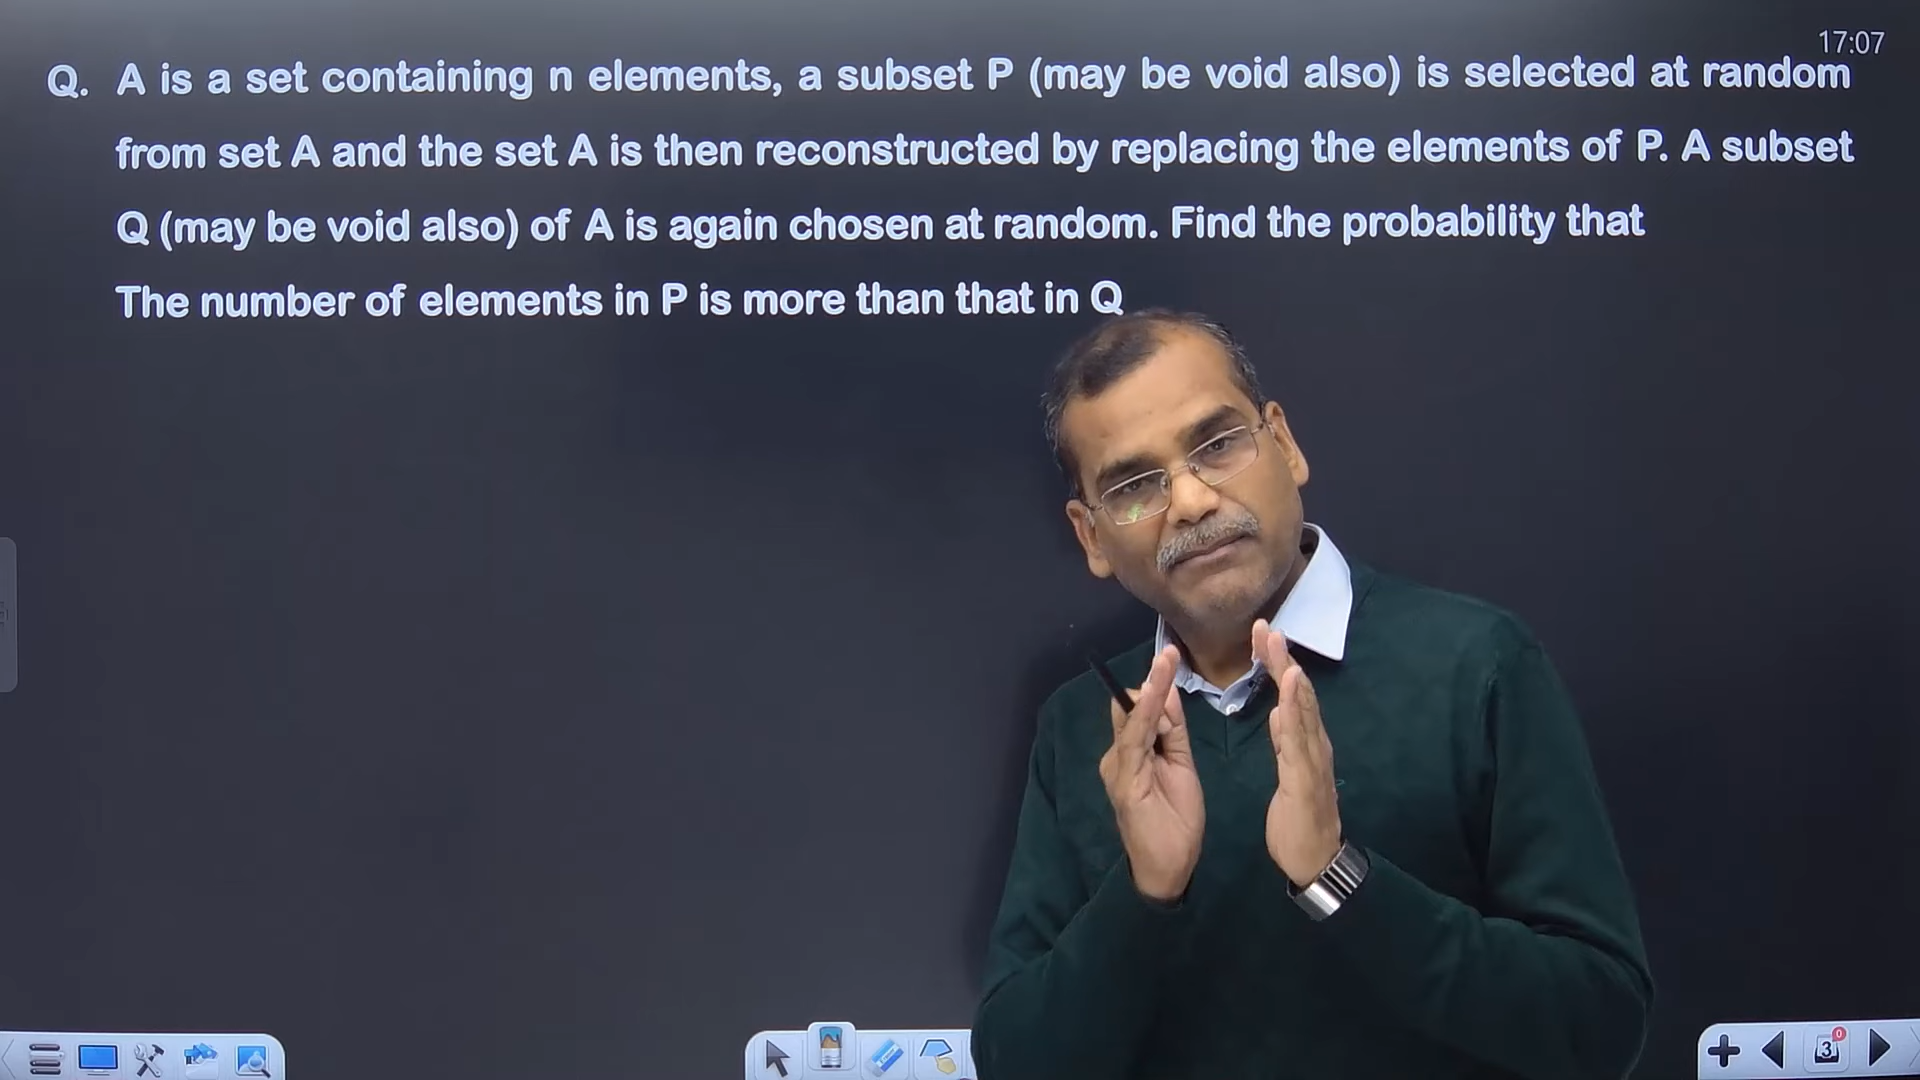 17:07
Q. A is a set containing n elements, a subset P (may be void also) is selected at random
from set A and the set A is then reconstructed by replacing the elements of P. A subset
Q (may be void also) of A is again chosen at random. Find the probability that
The number of elements in P is more than that in Q
3
0